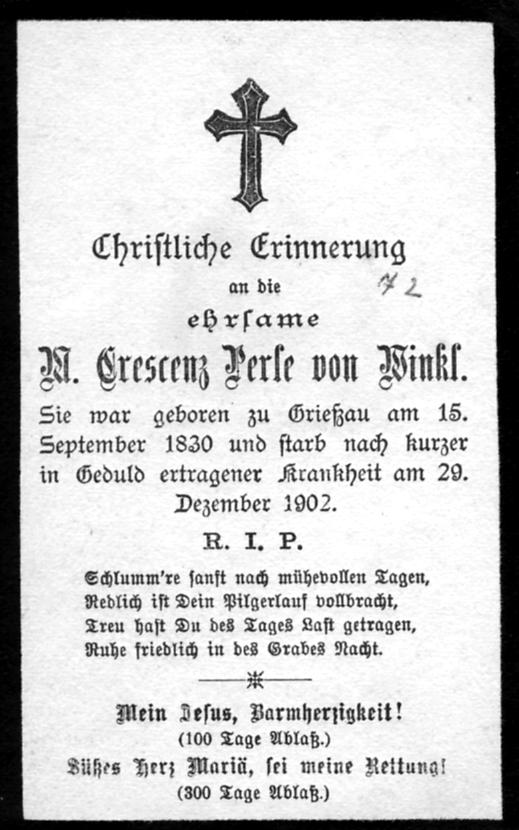 Christliche Erinnerung
an die
72
ehrsame
M. Crescenz Perle von Winkl.
Sie war geboren zu Grießau am 15.
September 1830 und starb nach kurzer
in Geduld ertragener Krankheit am 29.
Dezember 1902.
R. I. P.
Schlumm're sanft nach mühevollen Tagen,
Redlich ist Dein Pilgerlauf vollbracht,
Treu hast Du des Tages Last getragen,
Ruhe friedlich in des Grabes Nacht.
Mein Jesus, Barmherzigkeit!
(100 Tage Ablaß.)
Süßes Herz Mariä, sei meine Rettung!
(300 Tage Ablaß.)